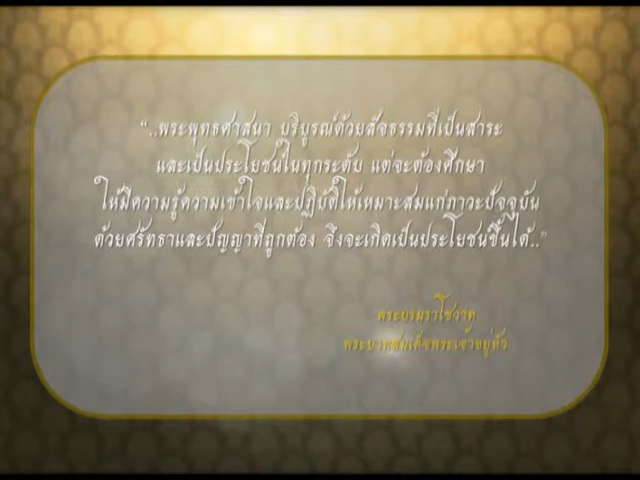 “..พระพุทธศาสนา บริบูรณ์ด้วยสัจธรรมที่เป็นสาระ
และเป็นประโยชน์ในทุกระดับ แต่จะต้องศึกษา
ให้มีความรู้ความเข้าใจและปฏิบัติให้เหมาะสมแก่ภาวะปัจจุบัน
ด้วยศรัทธาและปัญญาที่ถูกต้อง จึงจะเกิดเป็นประโยชน์ขึ้นได้..”
พระบรมราโชวาท
พระบาทสมเด็จพระเจ้าอยู่หัว